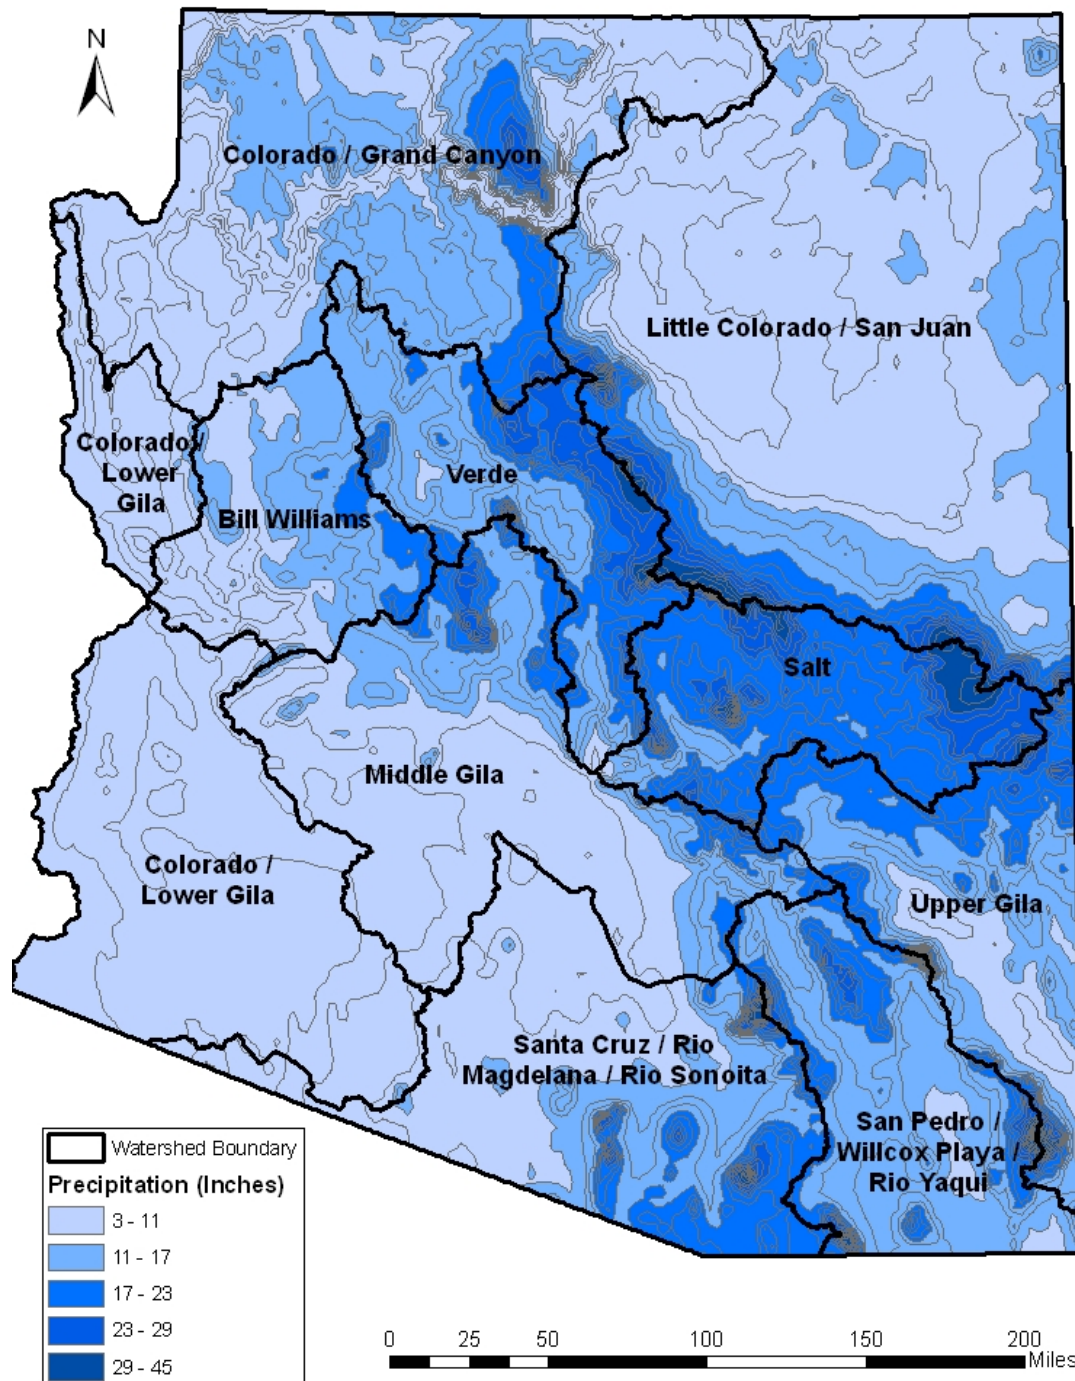 N
Colorado / Grand Canyon
Little Colorado / San Juan
Colorado /
Lower
Gila
Verde
Bill Williams
Salt
Middle Gila
Colorado /
Lower Gila
Upper Gila
Santa Cruz / Rio
Magdelana / Rio Sonoita
San Pedro /
Willcox Playa /
Rio Yaqui
Watershed Boundary
Precipitation (Inches)
3 - 11
11 - 17
17 - 23
23 - 29
29 - 45
0 25 50 100 150 200
Miles